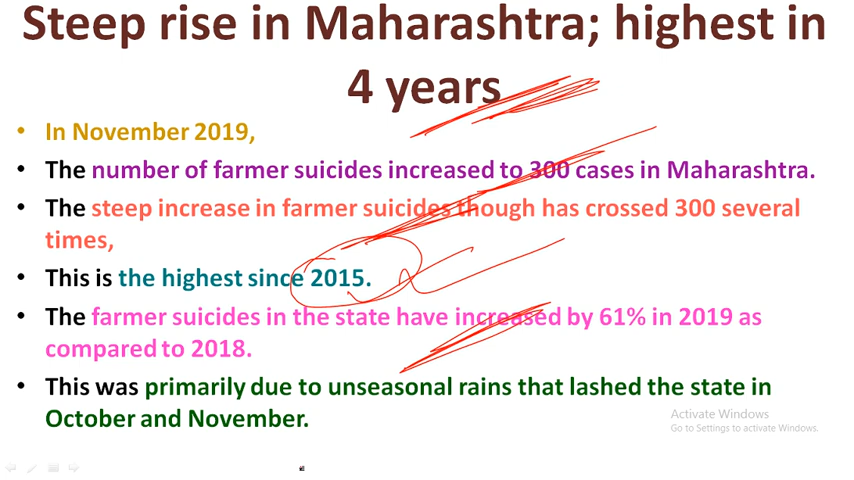 Steep rise in Maharashtra; highest in
4 years
• In November 2019,
• The number of farmer suicides increased to 300 cases in Maharashtra.
• The steep increase in farmer suicides though has crossed 300 several
times,
• This is the highest since 2015.
• The farmer suicides in the state have increased by 61% in 2019 as
compared to 2018.
• This was primarily due to unseasonal rains that lashed the state in
October and November.
Activate Windows
Go to Settings to activate Windows.